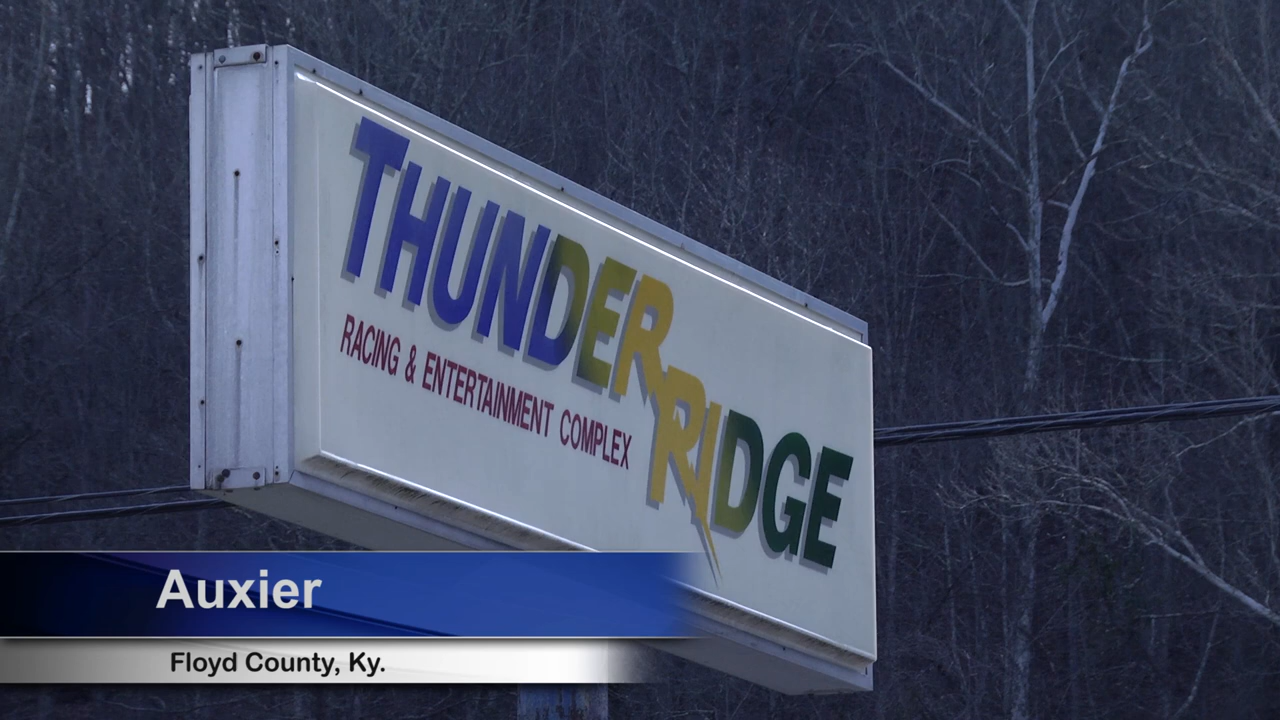 THUNDER RIDGE
RACING & ENTERTAINMENT COMPLEX
Auxier
Floyd County, Ky.